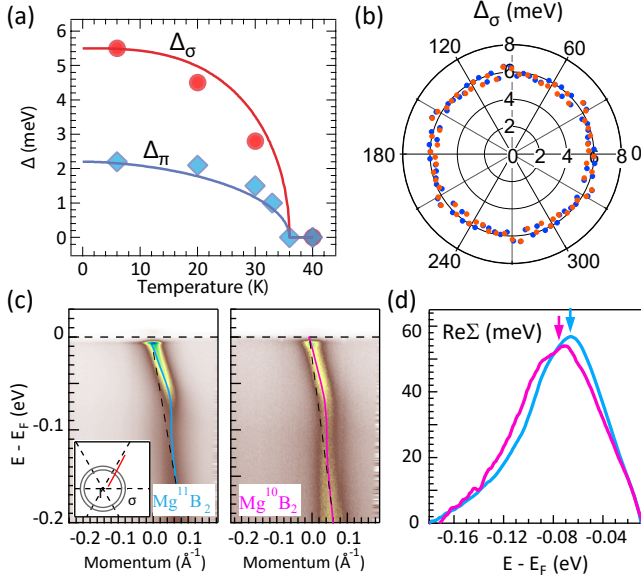 (a)
6
5
4
3
2
1
0
Δ (meV)
Δσ
Δπ
0 10 20 30 40
Temperature (K)
(b)
Δσ (meV)
120 8 60
6
4
2
180 0 2 4 6 8 0
240 300
(c)
0
-0.1
-0.2
E - E_F (eV)
Γ σ
Mg¹¹B₂
Mg¹⁰B₂
-0.2 -0.1 0.0 0.1
Momentum (Å⁻¹)
-0.2 -0.1 0.0 0.1
Momentum (Å⁻¹)
(d)
ReΣ (meV)
60
40
20
0
-0.16 -0.12 -0.08 -0.04
E - E_F (eV)